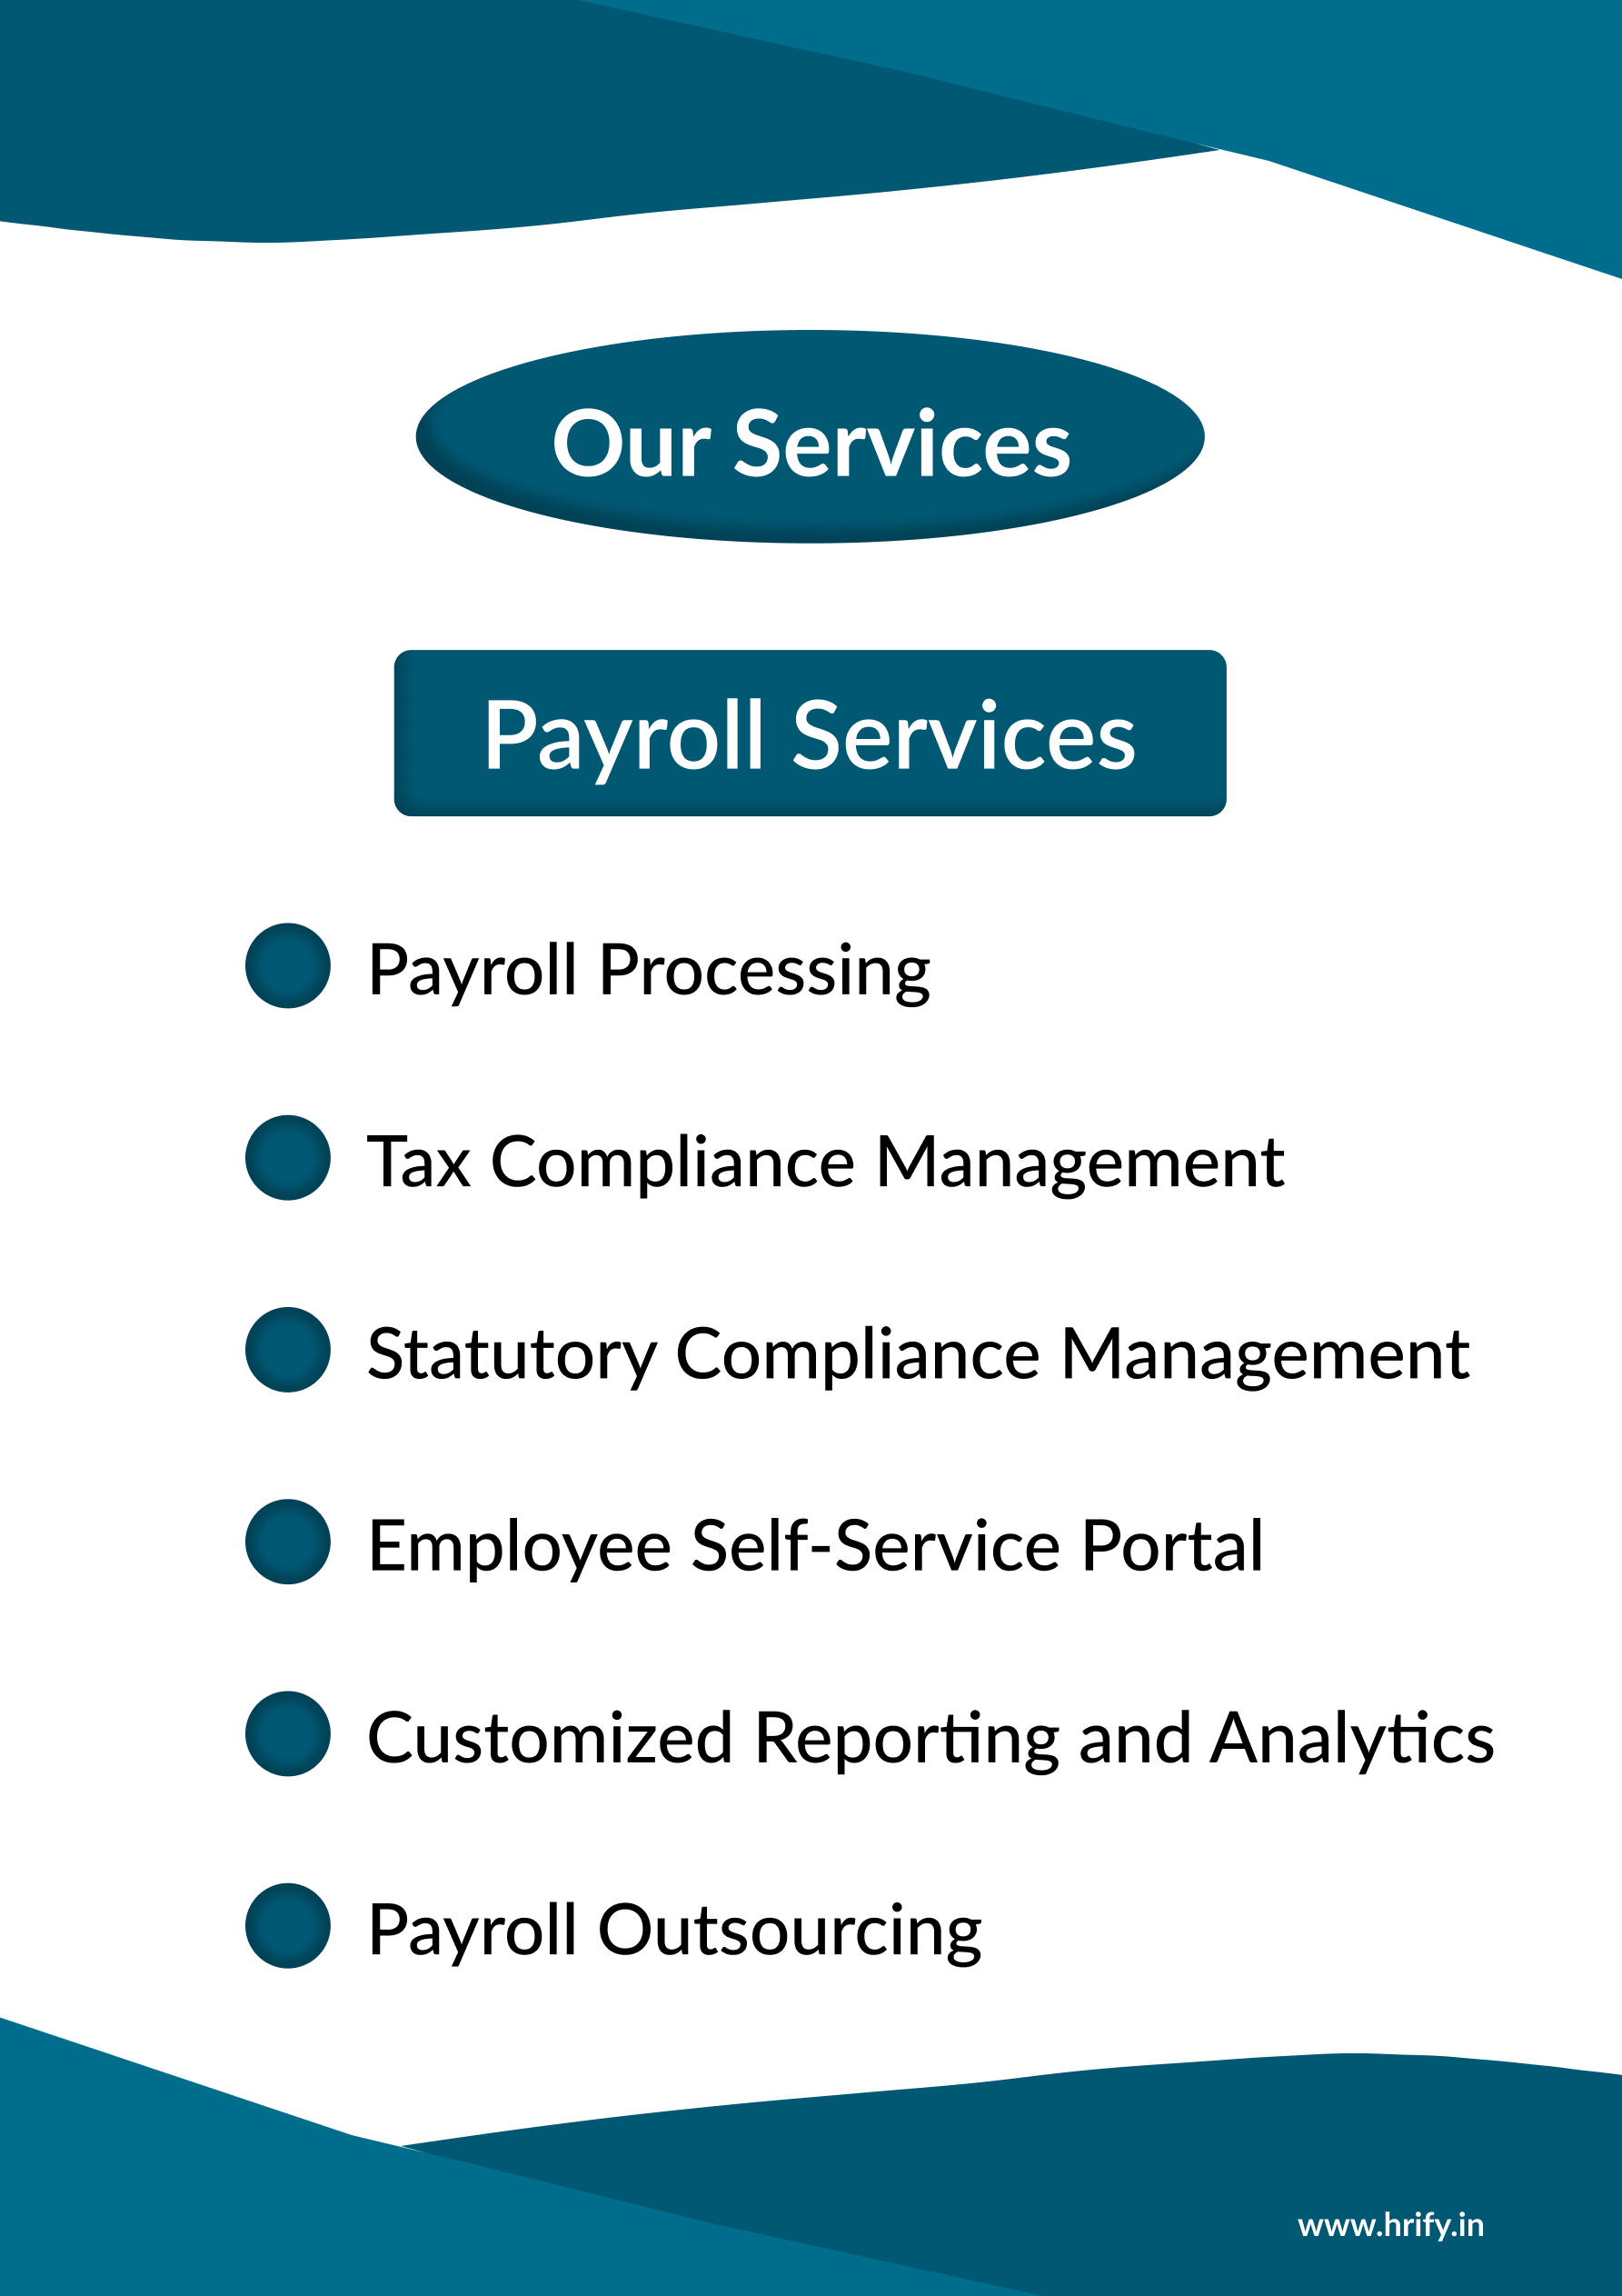 Our Services
Payroll Services
Payroll Processing
Tax Compliance Management
Statutory Compliance Management
Employee Self-Service Portal
Customized Reporting and Analytics
Payroll Outsourcing
www.hrify.in